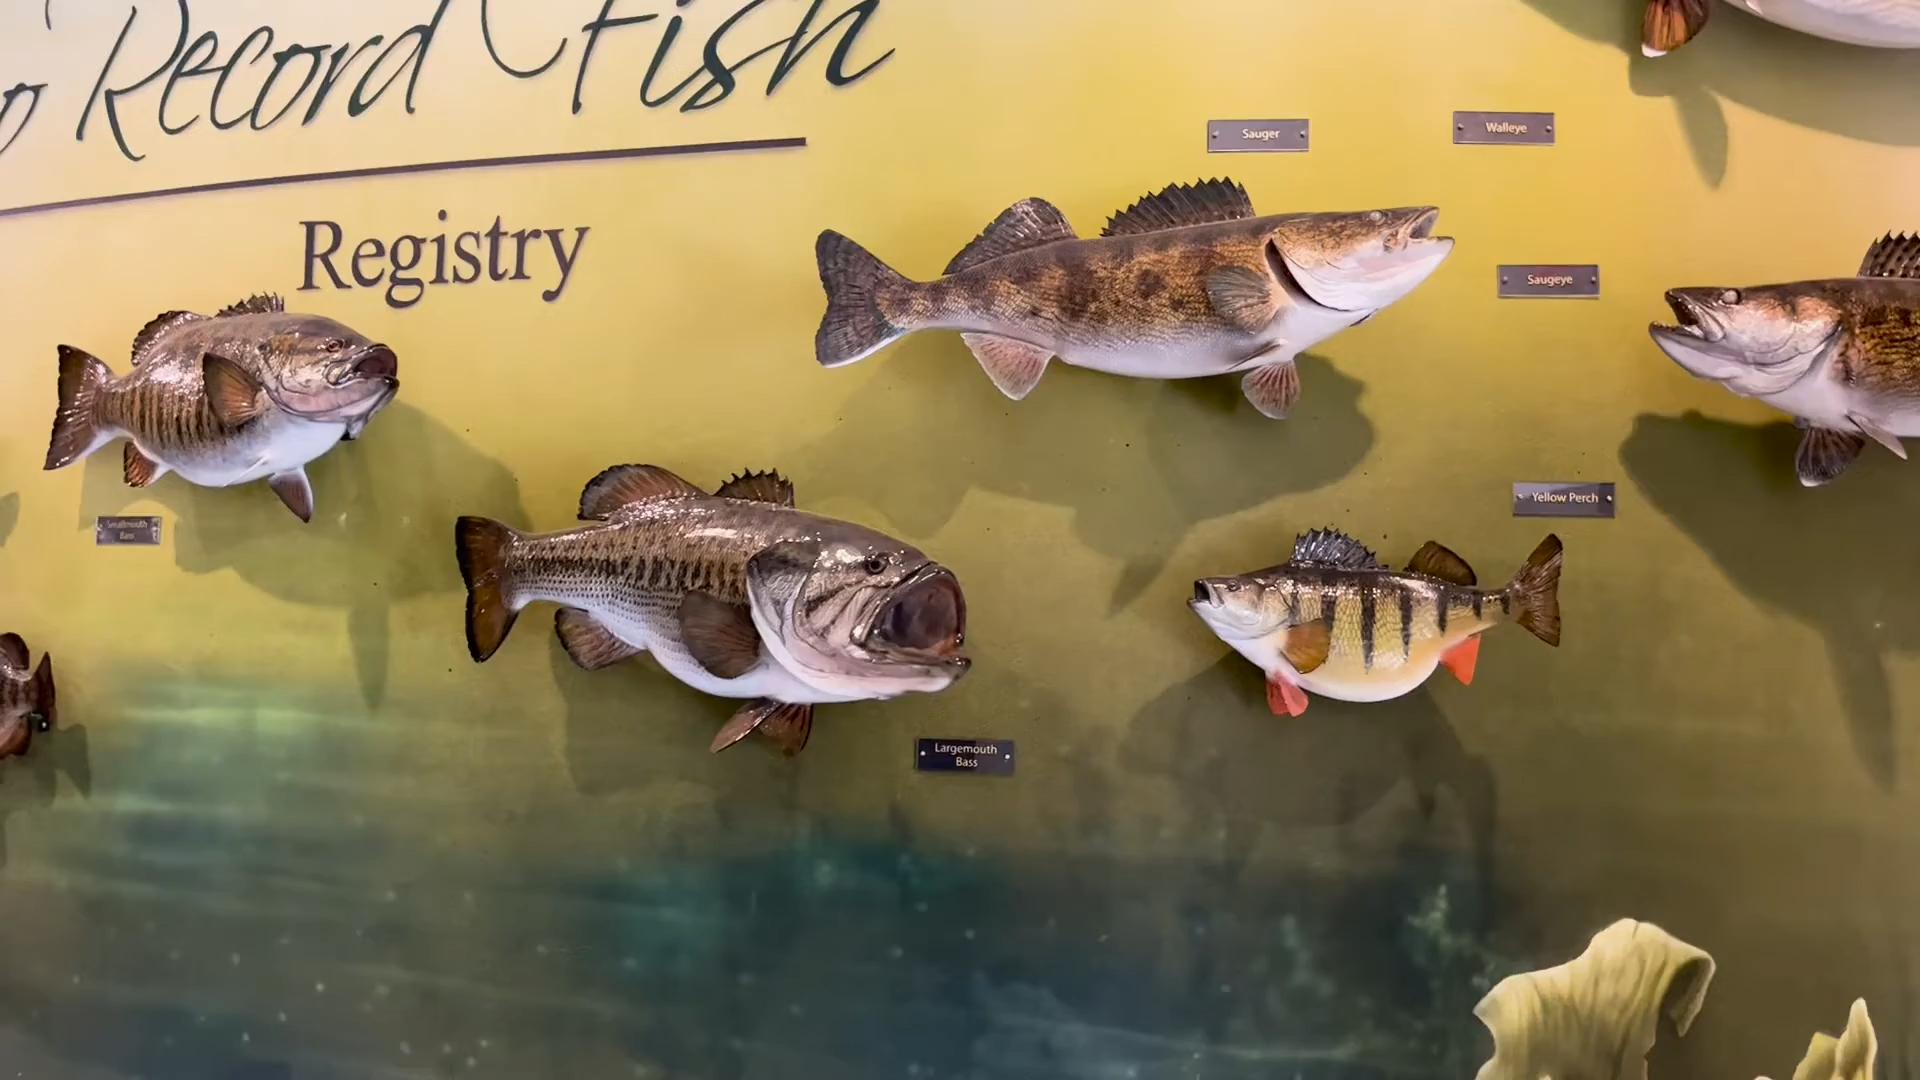 o Record Fish
Registry
Sauger
Walleye
Saugeye
Yellow Perch
Smallmouth
Bass
Largemouth
Bass